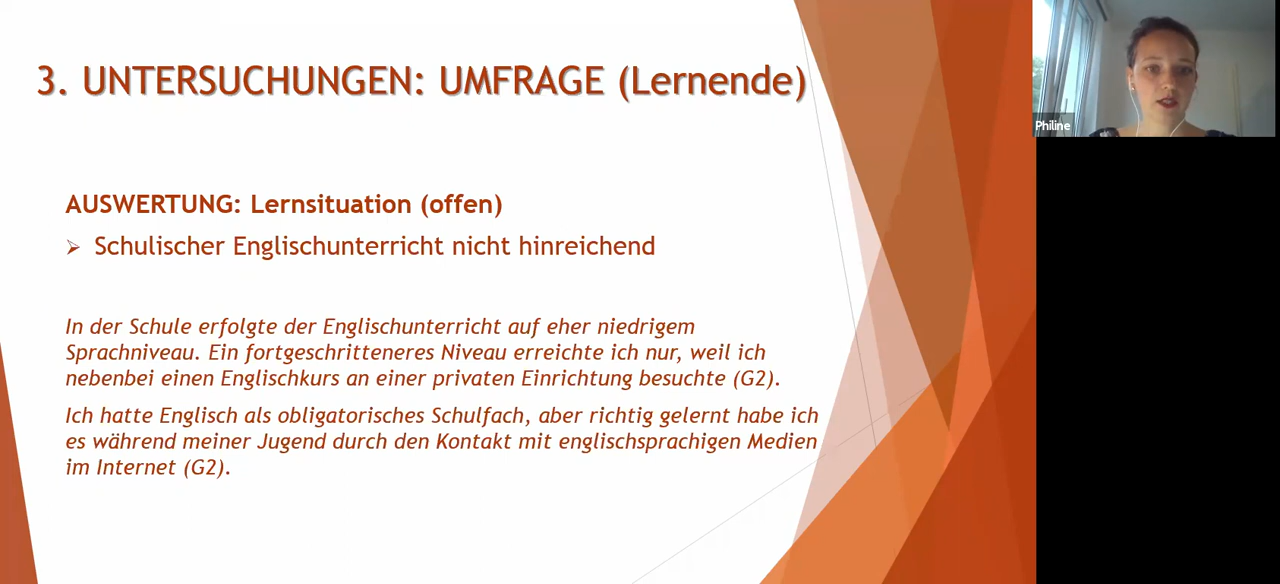 3. UNTERSUCHUNGEN: UMFRAGE (Lernende)
AUSWERTUNG: Lernsituation (offen)
Schulischer Englischunterricht nicht hinreichend
In der Schule erfolgte der Englischunterricht auf eher niedrigem
Sprachniveau. Ein fortgeschritteneres Niveau erreichte ich nur, weil ich
nebenbei einen Englischkurs an einer privaten Einrichtung besuchte (G2).
Ich hatte Englisch als obligatorisches Schulfach, aber richtig gelernt habe ich
es während meiner Jugend durch den Kontakt mit englischsprachigen Medien
im Internet (G2).
Philine